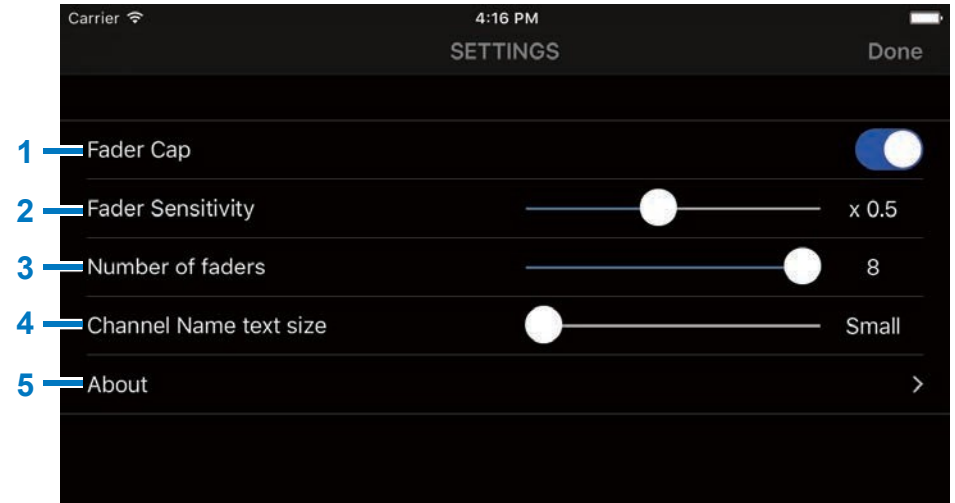 Carrier 4:16 PM
SETTINGS Done
1 Fader Cap
2 Fader Sensitivity x 0.5
3 Number of faders 8
4 Channel Name text size Small
5 About